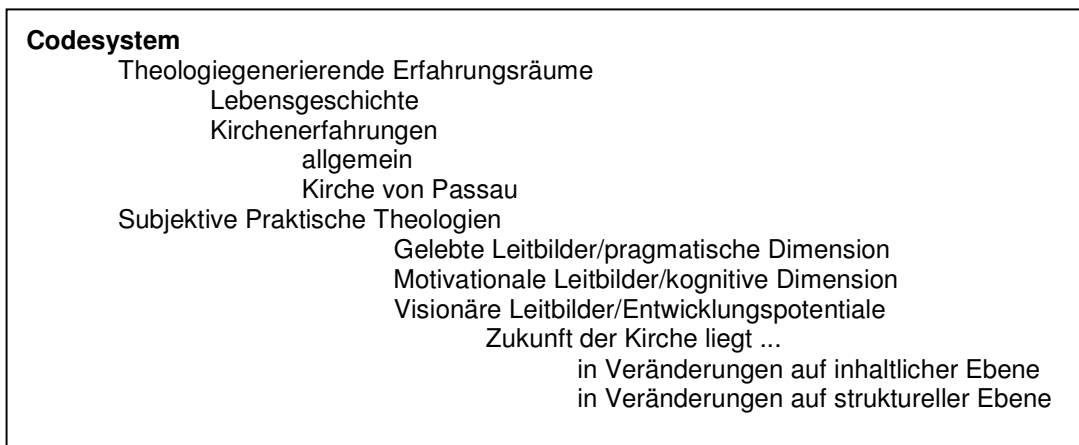 Codesystem
Theologiegenerierende Erfahrungsräume
Lebensgeschichte
Kirchenerfahrungen
allgemein
Kirche von Passau
Subjektive Praktische Theologien
Gelebte Leitbilder/pragmatische Dimension
Motivationale Leitbilder/kognitive Dimension
Visionäre Leitbilder/Entwicklungspotentiale
Zukunft der Kirche liegt ...
in Veränderungen auf inhaltlicher Ebene
in Veränderungen auf struktureller Ebene